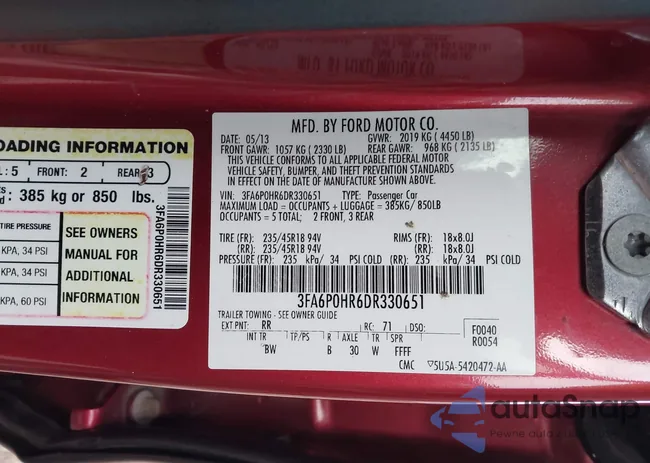 OADING INFORMATION
: 5 FRONT: 2 REAR 3
: 385 kg or 850 lbs.
TIRE PRESSURE
KPA, 34 PSI
KPA, 34 PSI
KPA, 60 PSI
SEE OWNERS
MANUAL FOR
ADDITIONAL
INFORMATION
3FA6P0HR6DR330651
MFD. BY FORD MOTOR CO.
DATE: 05/13 GVWR: 2019 KG ( 4450 LB)
FRONT GAWR: 1057 KG ( 2330 LB) REAR GAWR: 968 KG ( 2135 LB)
THIS VEHICLE CONFORMS TO ALL APPLICABLE FEDERAL MOTOR
VEHICLE SAFETY, BUMPER, AND THEFT PREVENTION STANDARDS
IN EFFECT ON THE DATE OF MANUFACTURE SHOWN ABOVE.
VIN: 3FA6P0HR6DR330651 TYPE: Passenger Car
MAXIMUM LOAD = OCCUPANTS + LUGGAGE = 385KG/ 850LB
OCCUPANTS = 5 TOTAL: 2 FRONT, 3 REAR
TIRE (FR): 235/45R18 94V RIMS (FR): 18x8.0J
(RR): 235/45R18 94V (RR): 18x8.0J
PRESSURE (FR): 235 kPa/ 34 PSI COLD (RR): 235 kPa/ 34 PSI COLD
3FA6P0HR6DR330651
TRAILER TOWING - SEE OWNER GUIDE
EXT PNT: RR RC: 71 DSO: F0040
INT TR TP/PS R AXLE TR SPR R0054
BW B 30 W FFFF
CMC 5U5A-5420472-AA
autoSnap
Pewne auto